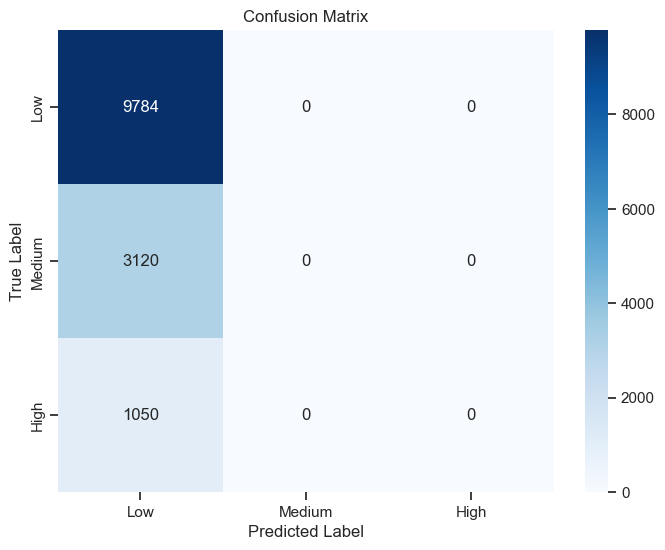 Confusion Matrix
True Label
Low
9784
0
0
Medium
3120
0
0
High
1050
0
0
Low
Medium
High
Predicted Label
8000
6000
4000
2000
0